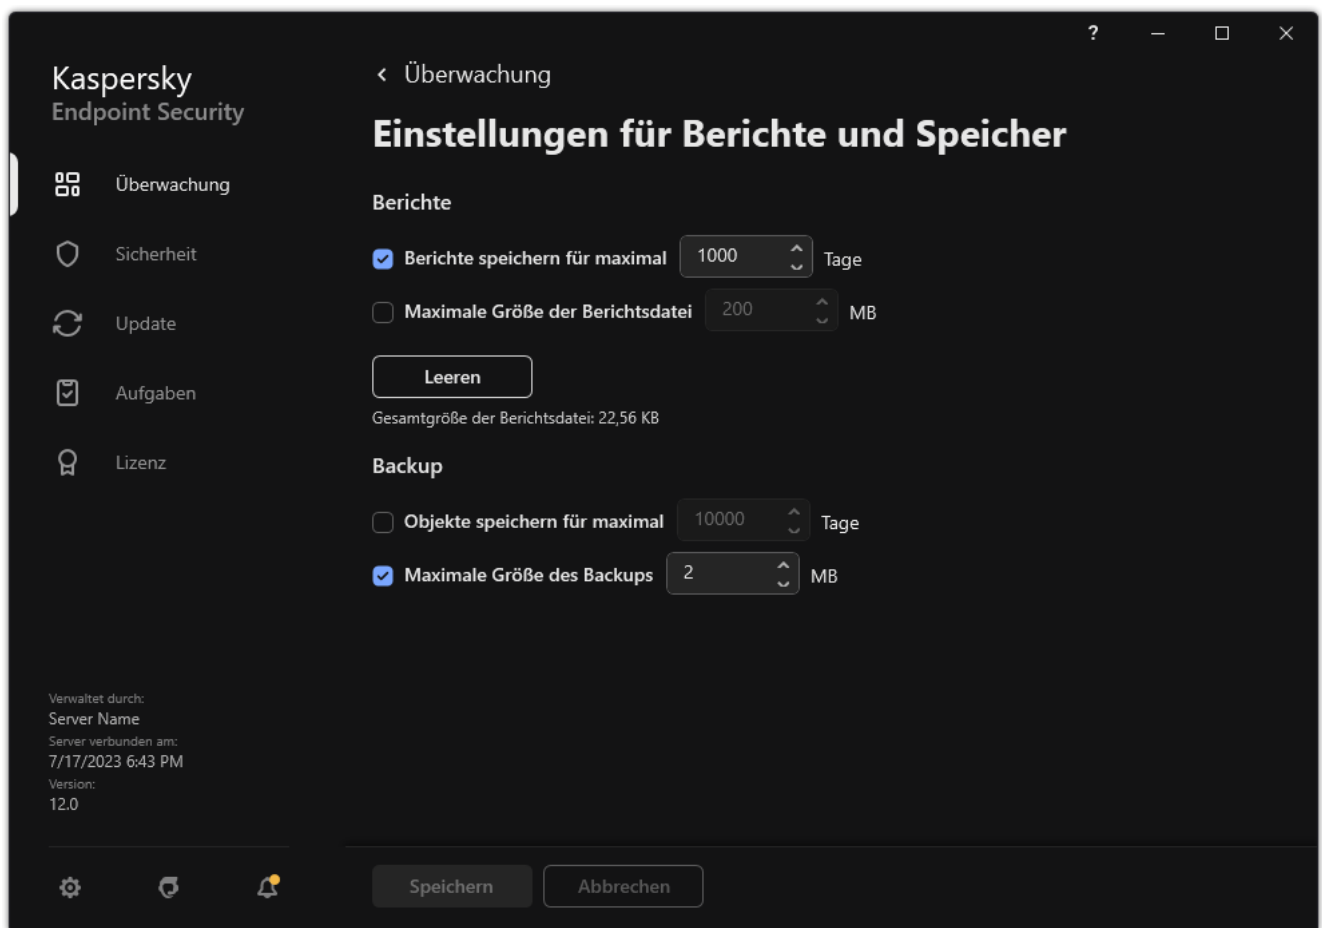 ?
Kaspersky
Endpoint Security
Überwachung
Sicherheit
Update
Aufgaben
Lizenz
Verwaltet durch:
Server Name
Server verbunden am:
7/17/2023 6:43 PM
Version:
12.0
Überwachung
Einstellungen für Berichte und Speicher
Berichte
Berichte speichern für maximal 1000 Tage
Maximale Größe der Berichtsdatei 200 MB
Leeren
Gesamtgröße der Berichtsdatei: 22,56 KB
Backup
Objekte speichern für maximal 10000 Tage
Maximale Größe des Backups 2 MB
Speichern Abbrechen